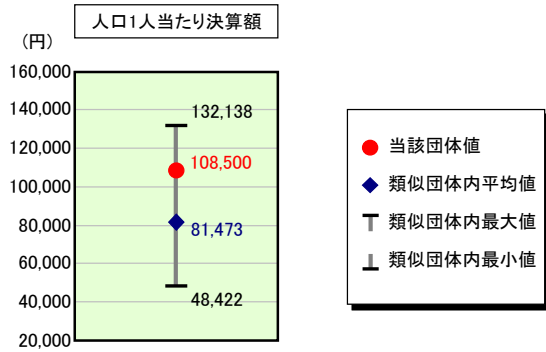 人口1人当たり決算額
(円)
160,000
140,000
120,000
100,000
80,000
60,000
40,000
20,000
132,138
108,500
81,473
48,422
当該団体値
類似団体内平均値
類似団体内最大値
類似団体内最小値